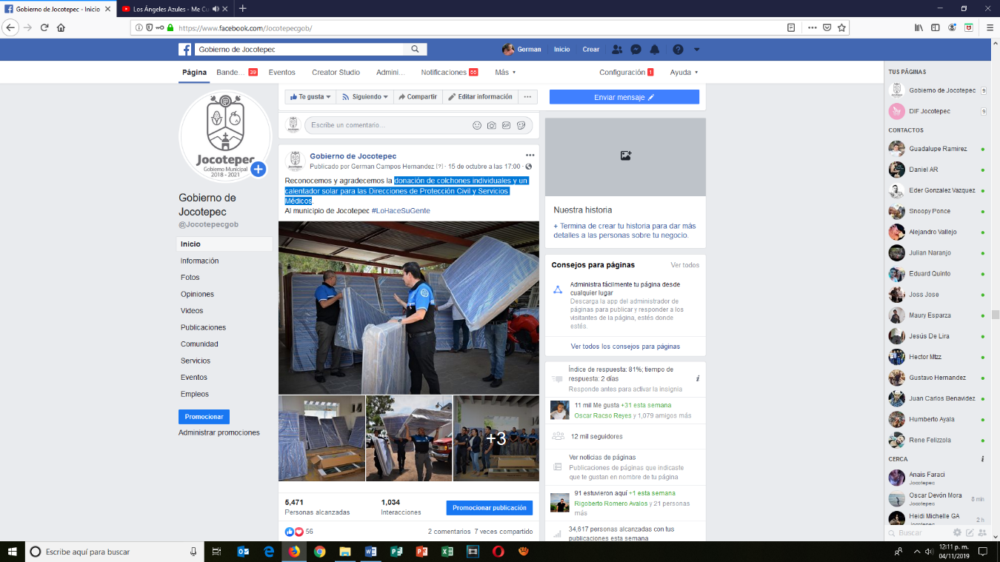 Gobierno de Jocotepec - Inicio
Los Ángeles Azules - Me Cu
https://www.facebook.com/Jocotepecgob/
Gobierno de Jocotepec
German
Inicio
Crear
Página
Bande... 39
Eventos
Creator Studio
Admini...
Notificaciones 55
Más
Configuración 1
Ayuda
Jocotepec
Gobierno Municipal
2018 - 2021
Gobierno de
Jocotepec
@Jocotepecgob
Inicio
Información
Fotos
Opiniones
Videos
Publicaciones
Comunidad
Servicios
Eventos
Empleos
Promocionar
Administrar promociones
Te gusta
Siguiendo
Compartir
Editar información
Escribe un comentario...
GIF
Gobierno de Jocotepec
Publicado por German Campos Hernandez [?] · 15 de octubre a las 17:00 ·
Reconocemos y agradecemos la donación de colchones individuales y un
calentador solar para las Direcciones de Protección Civil y Servicios
Médicos.
Al municipio de Jocotepec #LoHaceSuGente
+3
5,471
Personas alcanzadas
1,034
Interacciones
Promocionar publicación
56
2 comentarios 7 veces compartido
Enviar mensaje
Nuestra historia
+ Termina de crear tu historia para dar más
detalles a las personas sobre tu negocio.
Consejos para páginas
Ver todos
Administra fácilmente tu página desde
cualquier lugar
Descarga la app del administrador de
páginas para publicar y responder a los
visitantes de la página, estés donde
estés.
Ver todos los consejos para páginas
Índice de respuesta: 81%; tiempo de
respuesta: 2 días
Responde antes para activar la insignia
11 mil Me gusta +31 esta semana
Oscar Racso Reyes y 1,079 amigos más
12 mil seguidores
Ver noticias de páginas
Publicaciones de páginas que indicaste
que te gustan en nombre de tu página
91 estuvieron aquí +1 esta semana
Rigoberto Romero Avalos y 21 personas
más
34,617 personas alcanzadas con tus
publicaciones esta semana
TUS PÁGINAS
Gobierno de Jocotepec
DIF Jocotepec
CONTACTOS
Guadalupe Ramirez
Daniel AR
Eder Gonzalez Vazquez
Snoopy Ponce
Alejandro Vallejo
Julian Naranjo
Eduard Quinto
Joss Jose
Maury Esparza
Jesús De Lira
Hector Mtzz
Gustavo Hernandez
Juan Carlos Benavidez
Humberto Ayala
Rene Felizzola
CERCA
Anais Faraci
Jocotepec
Oscar Devón Mora
Jocotepec
8 min
Heidi Michelle GA
Jocotepec
2 h
Buscar
Escribe aquí para buscar
12:11 p. m.
04/11/2019